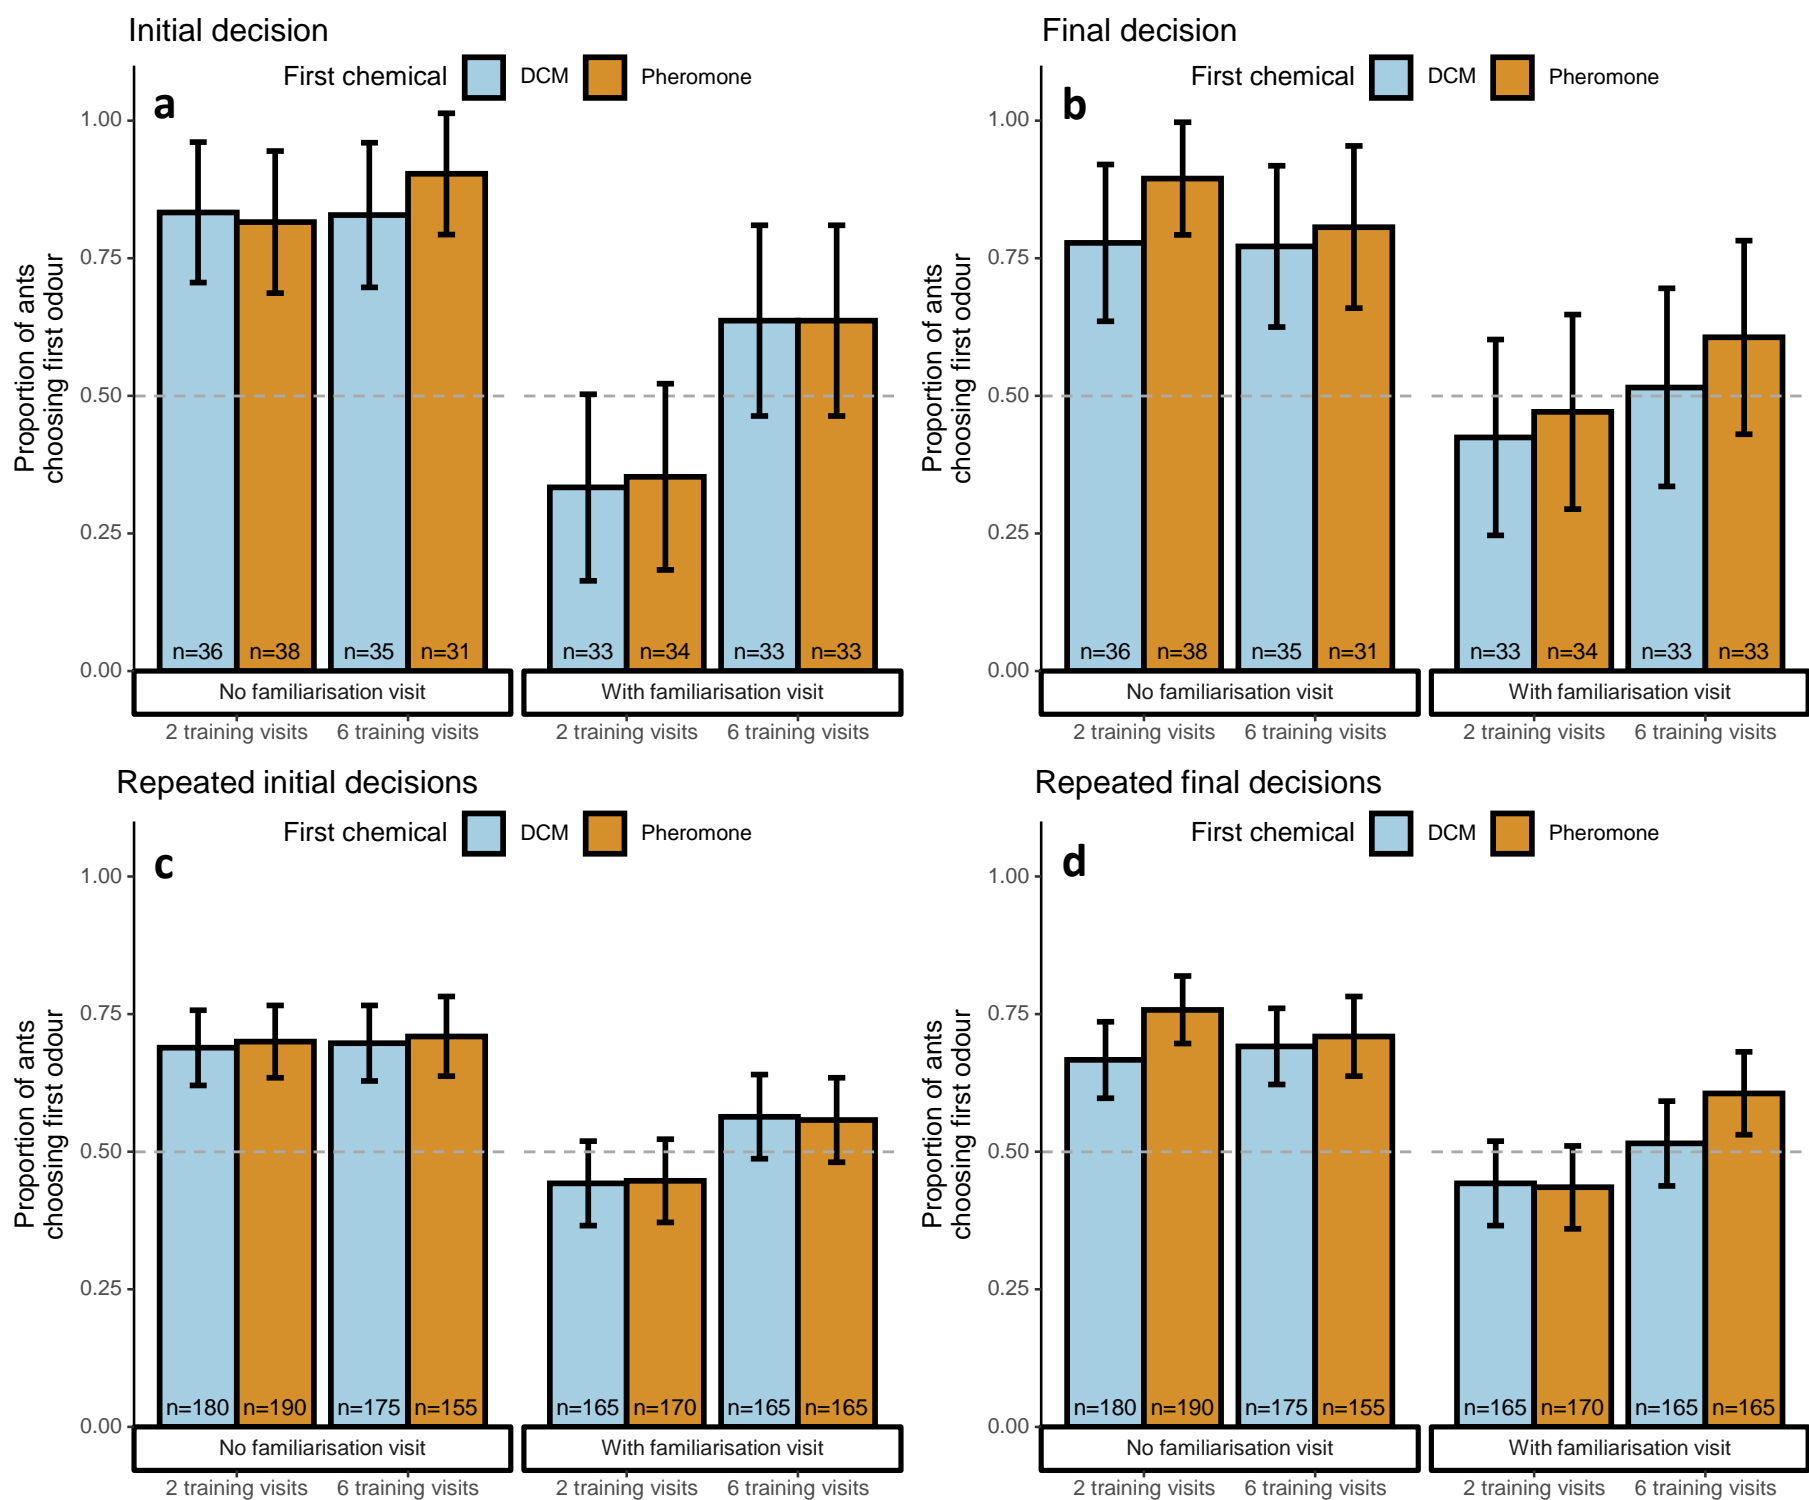 Initial decision
First chemical DCM Pheromone
a
1.00
0.75
0.50
0.25
0.00
Proportion of ants
choosing first odour
n=36 n=38 n=35 n=31 n=33 n=34 n=33 n=33
No familiarisation visit With familiarisation visit
2 training visits 6 training visits 2 training visits 6 training visits
Final decision
First chemical DCM Pheromone
b
1.00
0.75
0.50
0.25
0.00
Proportion of ants
choosing first odour
n=36 n=38 n=35 n=31 n=33 n=34 n=33 n=33
No familiarisation visit With familiarisation visit
2 training visits 6 training visits 2 training visits 6 training visits
Repeated initial decisions
First chemical DCM Pheromone
c
1.00
0.75
0.50
0.25
0.00
Proportion of ants
choosing first odour
n=180 n=190 n=175 n=155 n=165 n=170 n=165 n=165
No familiarisation visit With familiarisation visit
2 training visits 6 training visits 2 training visits 6 training visits
Repeated final decisions
First chemical DCM Pheromone
d
1.00
0.75
0.50
0.25
0.00
Proportion of ants
choosing first odour
n=180 n=190 n=175 n=155 n=165 n=170 n=165 n=165
No familiarisation visit With familiarisation visit
2 training visits 6 training visits 2 training visits 6 training visits